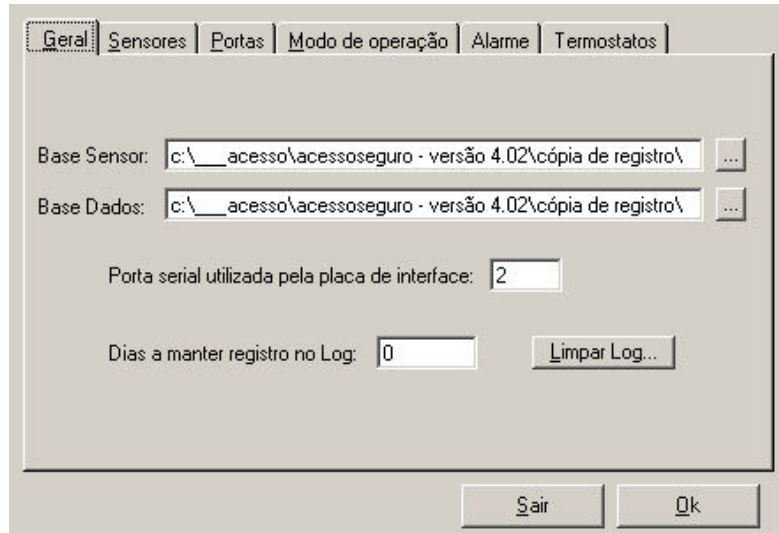 Geral Sensores Portas Modo de operação Alarme Termostatos
Base Sensor: c:\___acesso\acessoseguro - versão 4.02\cópia de registro\ ...
Base Dados: c:\___acesso\acessoseguro - versão 4.02\cópia de registro\ ...
Porta serial utilizada pela placa de interface: 2
Dias a manter registro no Log: 0 Limpar Log...
Sair Ok